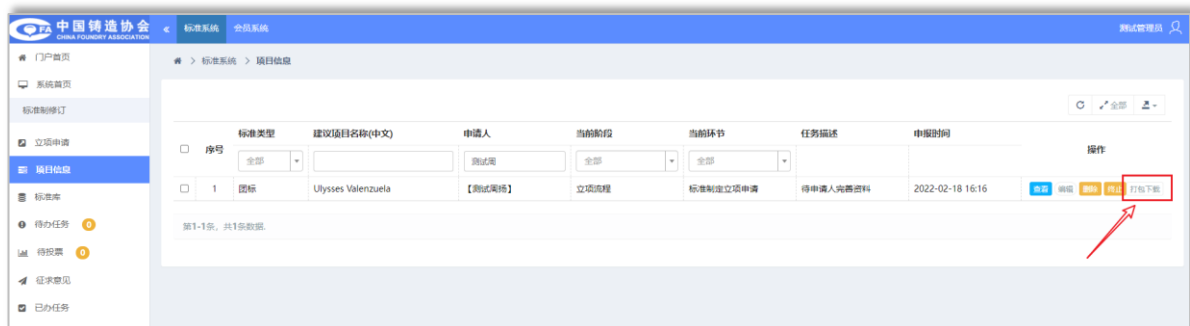 中国铸造协会
CHINA FOUNDRY ASSOCIATION
标准系统 会员系统 测试管理员
门户首页
系统首页
标准制修订
立项申请
项目信息
标准库
待办任务 0
待投票 0
征求意见
已办任务
标准系统 > 项目信息
全部
序号 标准类型 建议项目名称(中文) 申请人 当前阶段 当前环节 任务描述 申报时间 操作
全部 测试周 全部 全部
1 团标 Ulysses Valenzuela 【测试周扬】 立项流程 标准制定立项申请 待申请人完善资料 2022-02-18 16:16 查看 编辑 删除 终止 打包下载
第1-1条，共1条数据.